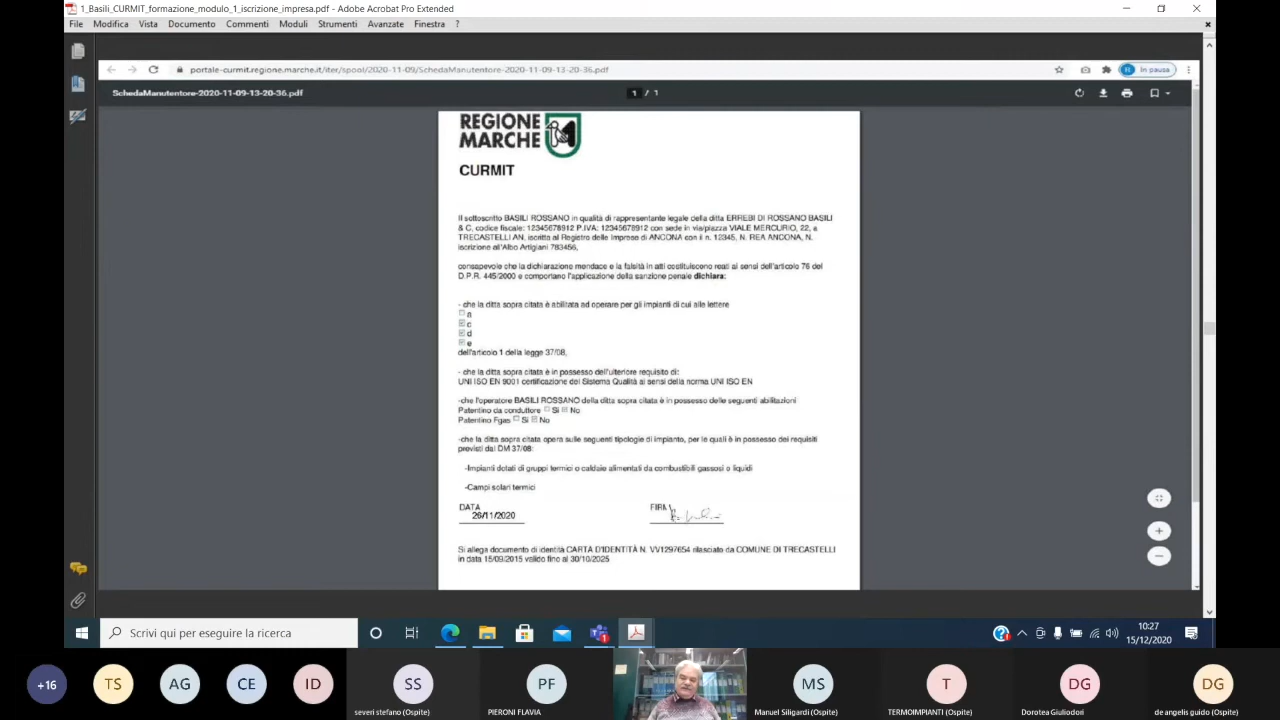 1_Basili_CURMIT_formazione_modulo_1_iscrizione_impresa.pdf - Adobe Acrobat Pro Extended
File Modifica Vista Documento Commenti Moduli Strumenti Avanzate Finestra ?
portale-curmit.regione.marche.it/iter/spool/2020-11-09/SchedaManutentore-2020-11-09-13-20-36.pdf
R In pausa
SchedaManutentore-2020-11-09-13-20-36.pdf
1 / 1
REGIONE
MARCHE
CURMIT
Il sottoscritto BASILI ROSSANO in qualità di rappresentante legale della ditta ERREBI DI ROSSANO BASILI
& C, codice fiscale: 12345678912 P.IVA: 12345678912 con sede in via/piazza VIALE MERCURIO, 22, a
TRECASTELLI AN, iscritta al Registro delle Imprese di ANCONA con il n. 12345, N. REA ANCONA, N.
iscrizione all'Albo Artigiani 783456,
consapevole che la dichiarazione mendace e la falsità in atti costituiscono reati ai sensi dell'articolo 76 del
D.P.R. 445/2000 e comportano l'applicazione della sanzione penale dichiara:
- che la ditta sopra citata è abilitata ad operare per gli impianti di cui alle lettere
a
c
d
e
dell'articolo 1 della legge 37/08,
- che la ditta sopra citata è in possesso dell'ulteriore requisito di:
UNI ISO EN 9001 certificazione del Sistema Qualità ai sensi della norma UNI ISO EN
-che l'operatore BASILI ROSSANO della ditta sopra citata è in possesso delle seguenti abilitazioni
Patentino da conduttore Si No
Patentino Fgas Si No
-che la ditta sopra citata opera sulle seguenti tipologie di impianto, per le quali è in possesso dei requisiti
previsti dal DM 37/08:
-Impianti dotati di gruppi termici o caldaie alimentati da combustibili gassosi o liquidi
-Campi solari termici
DATA
26/11/2020
FIRM
Si allega documento di identità CARTA D'IDENTITÀ N. VV1297654 rilasciato da COMUNE DI TRECASTELLI
in data 15/09/2015 valido fino al 30/10/2025
Scrivi qui per eseguire la ricerca
10:27
15/12/2020
+16 TS AG CE ID SS PF MS T DG DG
severi stefano (Ospite) PIERONI FLAVIA Manuel Siligardi (Ospite) TERMOIMPIANTI (Ospite) Dorotea Giuliodori de angelis guido (Ospite)